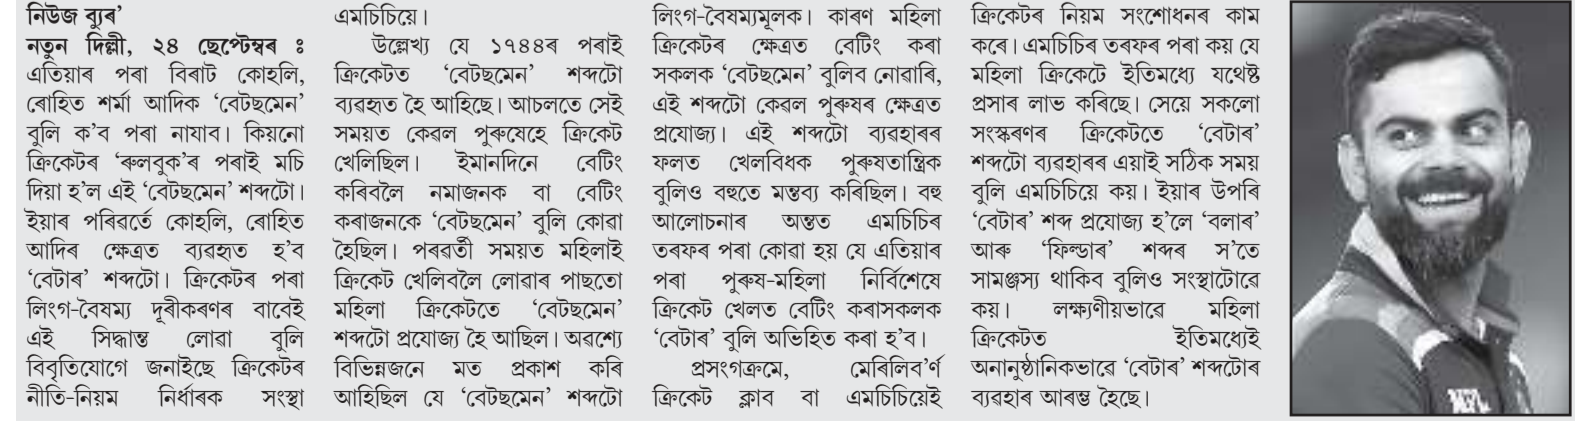 নিউজ ব্যুৰ'
নতুন দিল্লী, ২৪ ছেপ্টেম্বৰ ঃ
এতিয়াৰ পৰা বিৰাট কোহলি,
ৰোহিত শৰ্মা আদিক ‘বেটছমেন’
বুলি ক'ব পৰা নাযাব। কিয়নো
ক্ৰিকেটৰ ‘ৰুলবুক’ৰ পৰাই মচি
দিয়া হ'ল এই ‘বেটছমেন’ শব্দটো।
ইয়াৰ পৰিৱৰ্তে কোহলি, ৰোহিত
আদিৰ ক্ষেত্ৰত ব্যৱহৃত হ'ব
‘বেটাৰ’ শব্দটো। ক্ৰিকেটৰ পৰা
লিংগ-বৈষম্য দূৰীকৰণৰ বাবেই
এই সিদ্ধান্ত লোৱা বুলি
বিবৃতিযোগে জনাইছে ক্ৰিকেটৰ
নীতি-নিয়ম নিৰ্ধাৰক সংস্থা
এমচিচিয়ে।
উল্লেখ্য যে ১৭৪৪ৰ পৰাই
ক্ৰিকেটত ‘বেটছমেন’ শব্দটো
ব্যৱহৃত হৈ আহিছে। আচলতে সেই
সময়ত কেৱল পুৰুষেহে ক্ৰিকেট
খেলিছিল। ইমানদিনে বেটিং
কৰিবলৈ নমাজনক বা বেটিং
কৰাজনকে ‘বেটছমেন’ বুলি কোৱা
হৈছিল। পৰৱৰ্তী সময়ত মহিলাই
ক্ৰিকেট খেলিবলৈ লোৱাৰ পাছতো
মহিলা ক্ৰিকেটতে ‘বেটছমেন’
শব্দটো প্ৰযোজ্য হৈ আছিল। অৱশ্যে
বিভিন্নজনে মত প্ৰকাশ কৰি
আহিছিল যে ‘বেটছমেন’ শব্দটো
লিংগ-বৈষম্যমূলক। কাৰণ মহিলা
ক্ৰিকেটৰ ক্ষেত্ৰত বেটিং কৰা
সকলক ‘বেটছমেন’ বুলিব নোৱাৰি,
এই শব্দটো কেৱল পুৰুষৰ ক্ষেত্ৰত
প্ৰযোজ্য। এই শব্দটো ব্যৱহাৰৰ
ফলত খেলবিধক পুৰুষতান্ত্ৰিক
বুলিও বহুতে মন্তব্য কৰিছিল। বহু
আলোচনাৰ অন্তত এমচিচিৰ
তৰফৰ পৰা কোৱা হয় যে এতিয়াৰ
পৰা পুৰুষ-মহিলা নিৰ্বিশেষে
ক্ৰিকেট খেলত বেটিং কৰাসকলক
‘বেটাৰ’ বুলি অভিহিত কৰা হ'ব।
প্ৰসংগক্ৰমে, মেৰিলিব'ৰ্ণ
ক্ৰিকেট ক্লাব বা এমচিচিয়েই
ক্ৰিকেটৰ নিয়ম সংশোধনৰ কাম
কৰে। এমচিচিৰ তৰফৰ পৰা কয় যে
মহিলা ক্ৰিকেটে ইতিমধ্যে যথেষ্ট
প্ৰসাৰ লাভ কৰিছে। সেয়ে সকলো
সংস্কৰণৰ ক্ৰিকেটতে ‘বেটাৰ’
শব্দটো ব্যৱহাৰৰ এয়াই সঠিক সময়
বুলি এমচিচিয়ে কয়। ইয়াৰ উপৰি
‘বেটাৰ’ শব্দ প্ৰযোজ্য হ'লে ‘বলাৰ’
আৰু ‘ফিল্ডাৰ’ শব্দৰ স'তে
সামঞ্জস্য থাকিব বুলিও সংস্থাটোৱে
কয়। লক্ষ্যণীয়ভাৱে মহিলা
ক্ৰিকেটত ইতিমধ্যেই
অনানুষ্ঠানিকভাৱে ‘বেটাৰ’ শব্দটোৰ
ব্যৱহাৰ আৰম্ভ হৈছে।